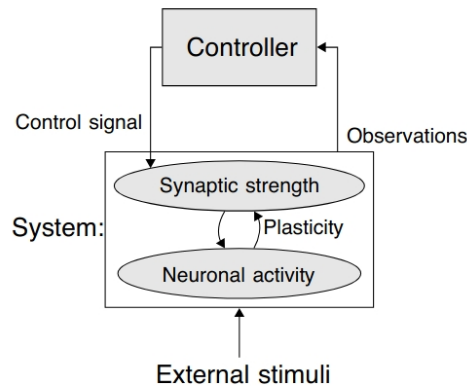 Controller
Control signal
Observations
Synaptic strength
System:
Plasticity
Neuronal activity
External stimuli